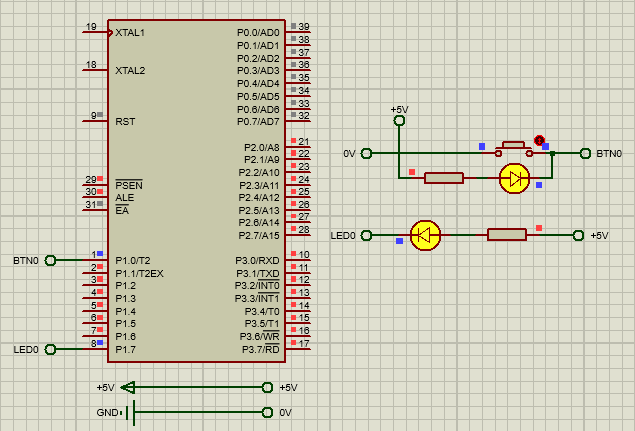 19 XTAL1 P0.0/AD0 39
P0.1/AD1 38
P0.2/AD2 37
18 XTAL2 P0.3/AD3 36
P0.4/AD4 35
P0.5/AD5 34
P0.6/AD6 33
9 RST P0.7/AD7 32
P2.0/A8 21
P2.1/A9 22
P2.2/A10 23
29 PSEN P2.3/A11 24
30 ALE P2.4/A12 25
31 EA P2.5/A13 26
P2.6/A14 27
P2.7/A15 28
BTN0 1 P1.0/T2 P3.0/RXD 10
2 P1.1/T2EX P3.1/TXD 11
3 P1.2 P3.2/INT0 12
4 P1.3 P3.3/INT1 13
5 P1.4 P3.4/T0 14
6 P1.5 P3.5/T1 15
7 P1.6 P3.6/WR 16
LED0 8 P1.7 P3.7/RD 17
+5V +5V
GND 0V
+5V
0V BTN0
LED0 +5V